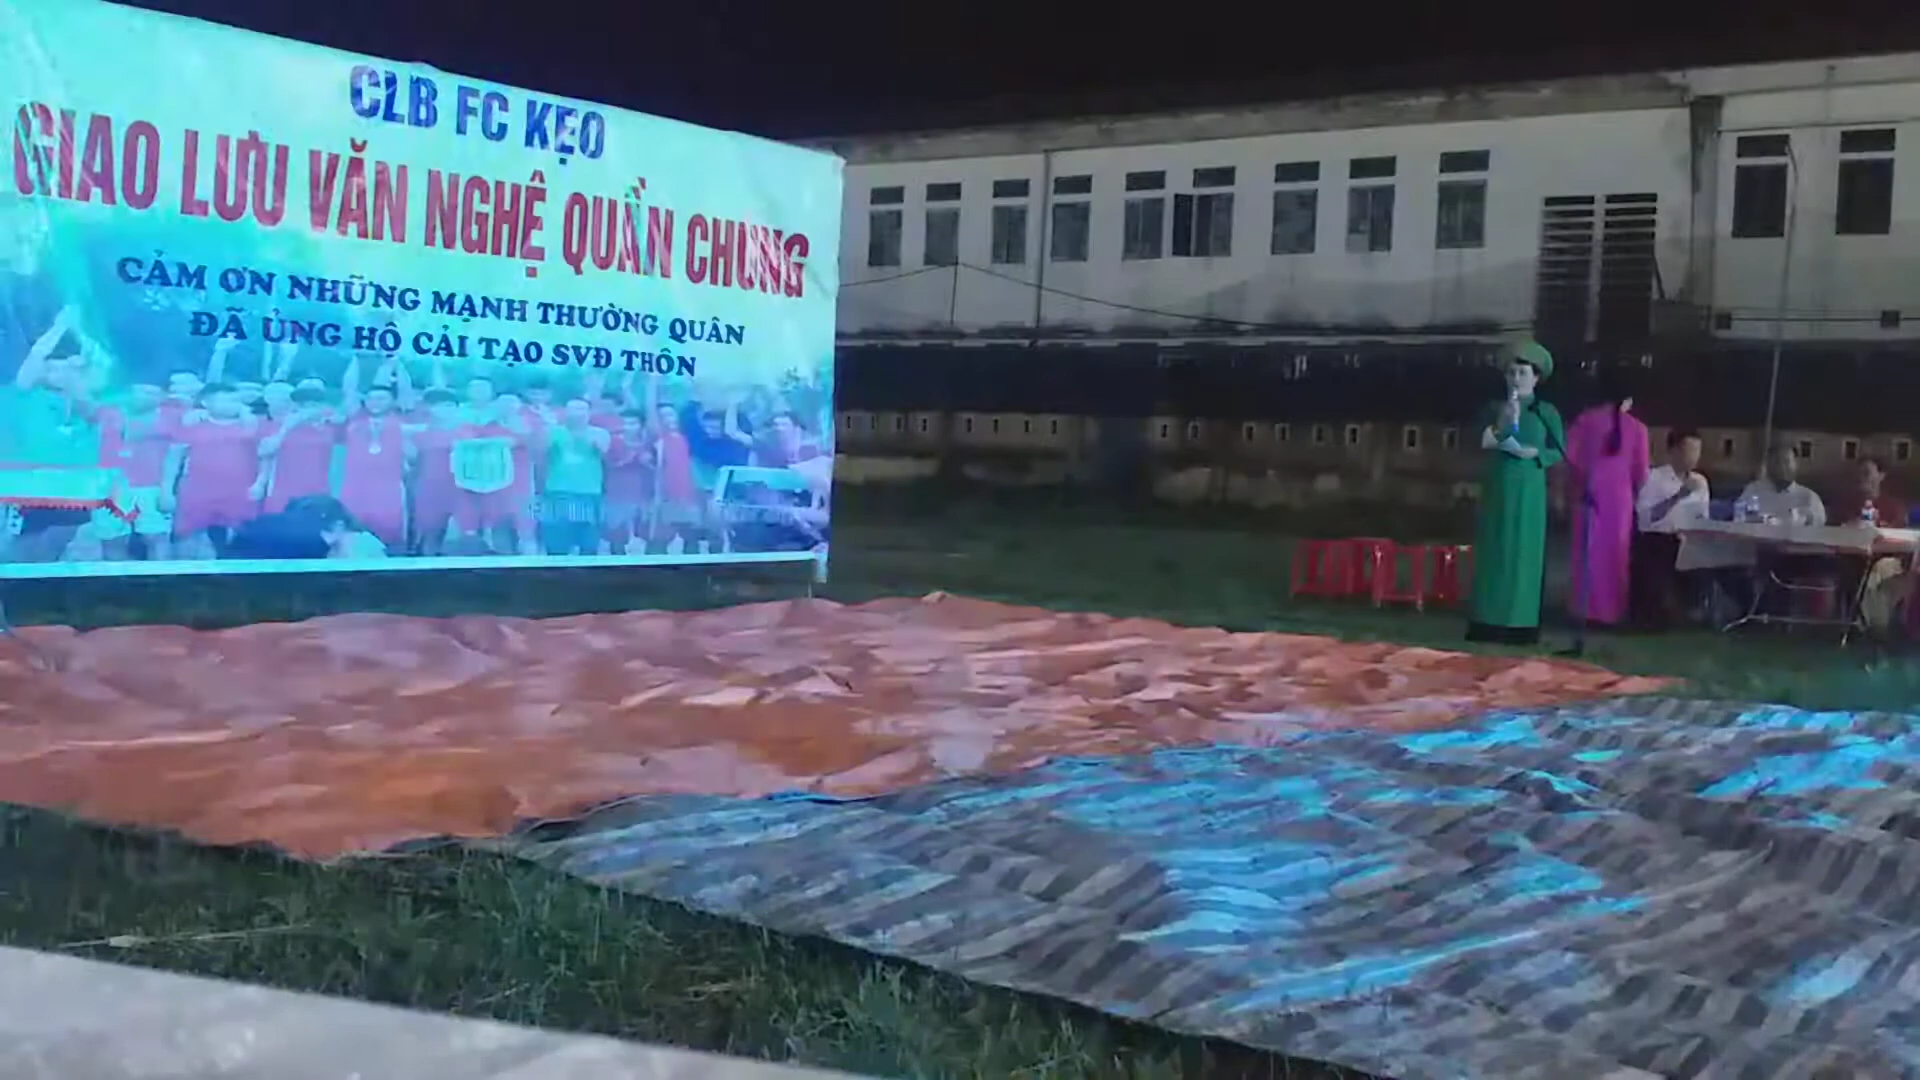 CLB FC KẸO
GIAO LƯU VĂN NGHỆ QUẦN CHUNG
CẢM ƠN NHỮNG MẠNH THƯỜNG QUÂN
ĐÃ ỦNG HỘ CẢI TẠO SVĐ THÔN